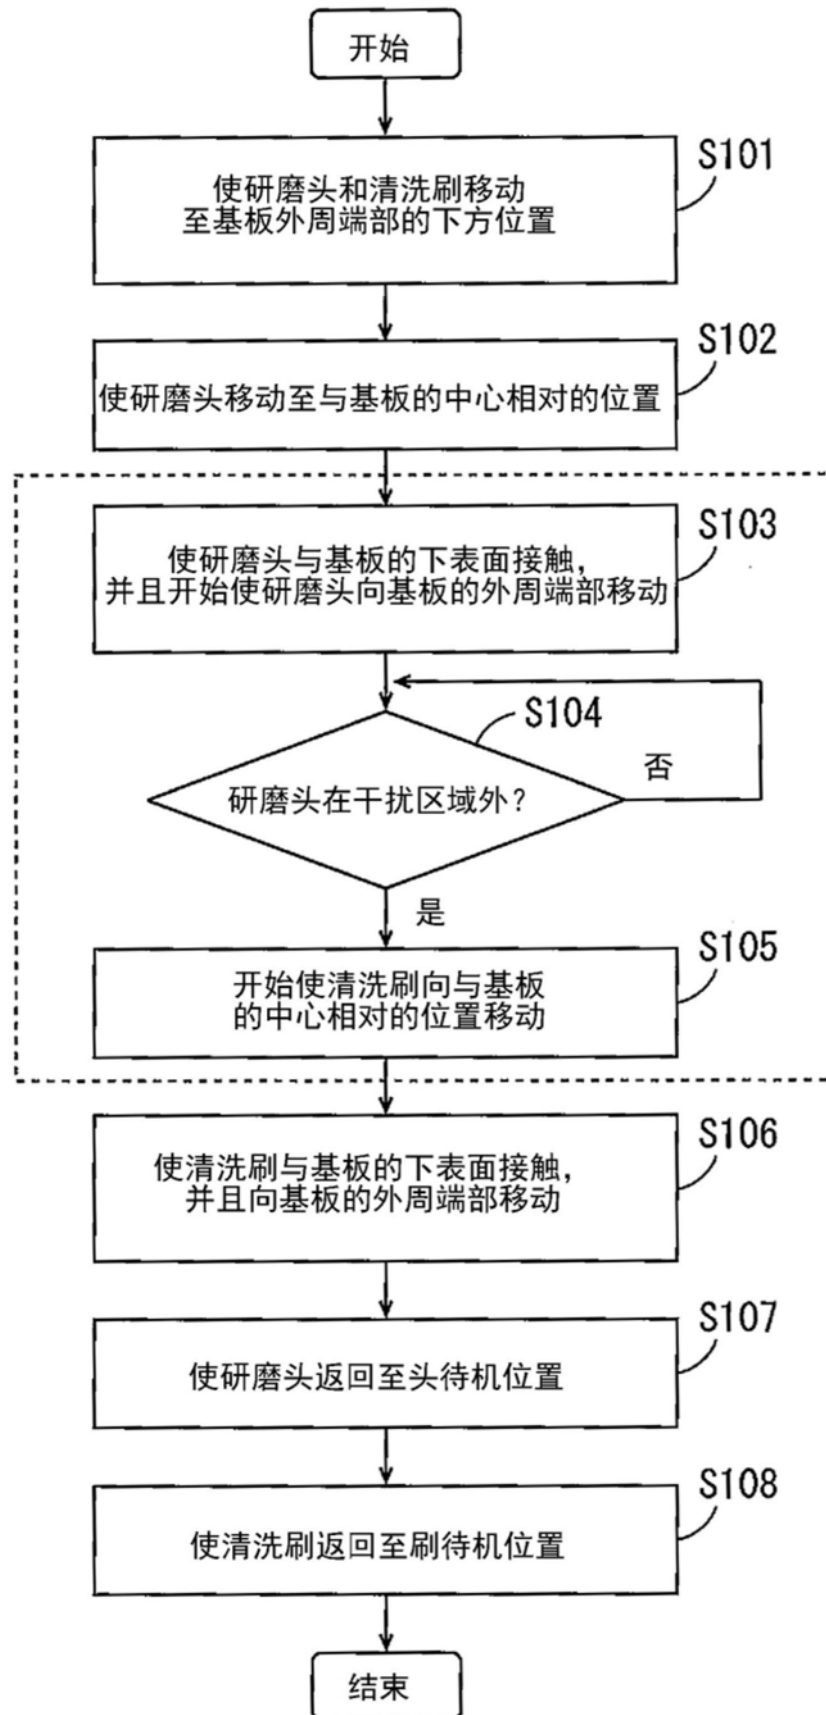 开始
S101
使研磨头和清洗刷移动
至基板外周端部的下方位置
S102
使研磨头移动至与基板的中心相对的位置
S103
使研磨头与基板的下表面接触，
并且开始使研磨头向基板的外周端部移动
S104
研磨头在干扰区域外？
否
是
S105
开始使清洗刷向与基板
的中心相对的位置移动
S106
使清洗刷与基板的下表面接触，
并且向基板的外周端部移动
S107
使研磨头返回至头待机位置
S108
使清洗刷返回至刷待机位置
结束